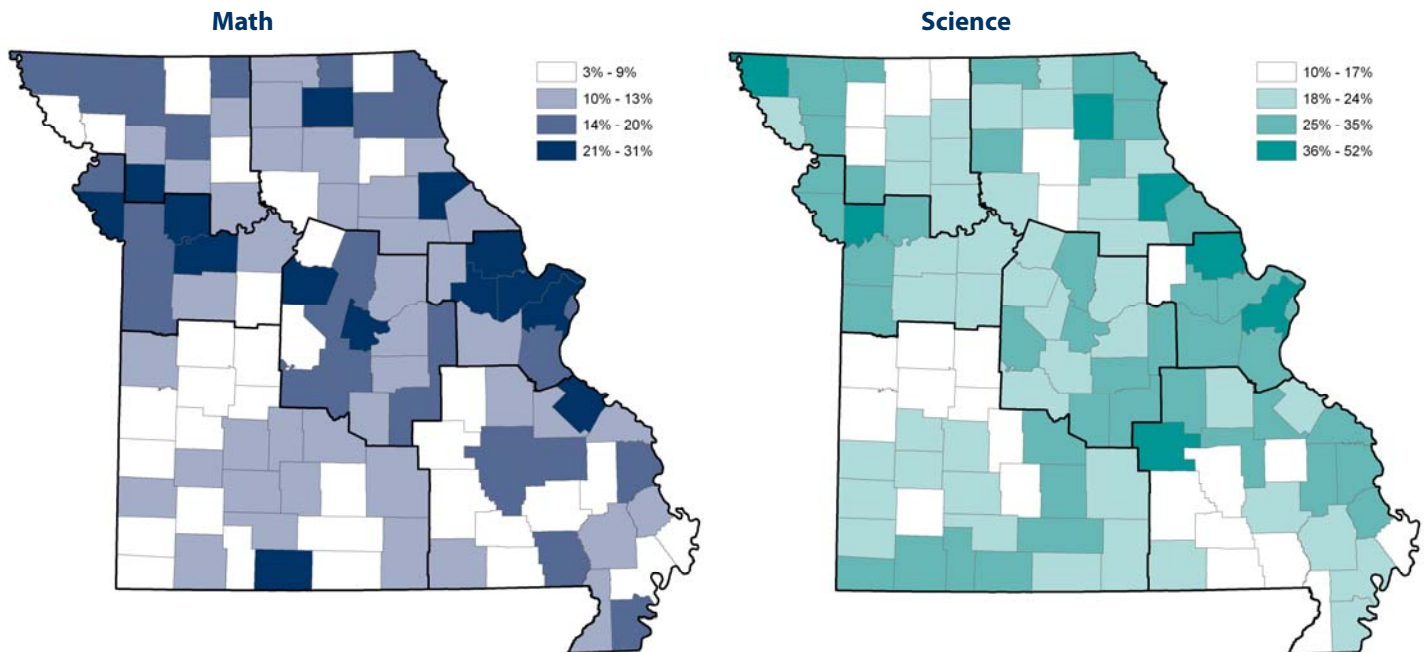 Math
3% - 9%
10% - 13%
14% - 20%
21% - 31%
Science
10% - 17%
18% - 24%
25% - 35%
36% - 52%